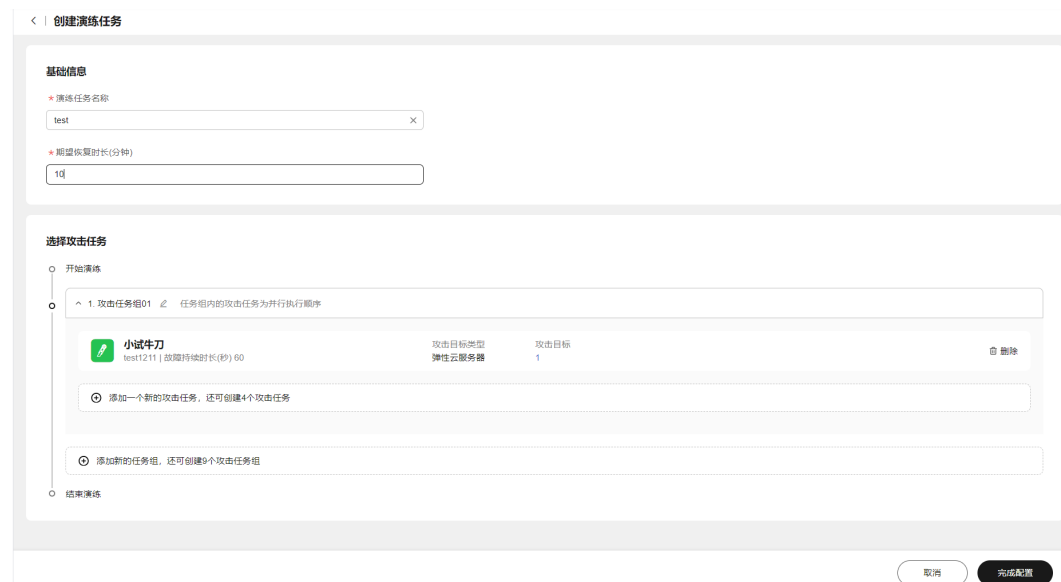 创建演练任务
基础信息
*演练任务名称
test
*期望恢复时长(分钟)
10
选择攻击任务
开始演练
1. 攻击任务组01 任务组内的攻击任务为并行执行顺序
小试牛刀 攻击目标类型 攻击目标
test1211 | 故障持续时长(秒) 60 弹性云服务器 1 删除
添加一个新的攻击任务，还可创建4个攻击任务
添加新的任务组，还可创建9个攻击任务组
结束演练
取消 完成配置